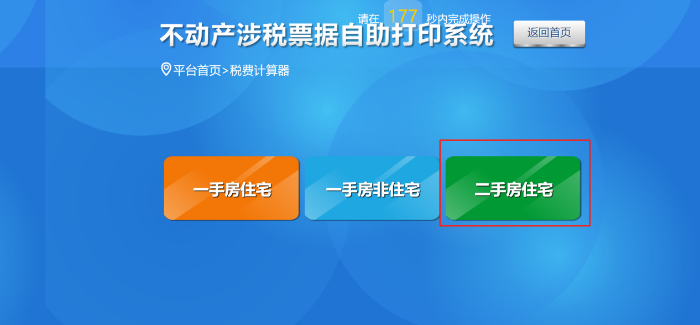 请在 177 秒内完成操作
不动产涉税票据自助打印系统
返回首页
平台首页>税费计算器
一手房住宅
一手房非住宅
二手房住宅